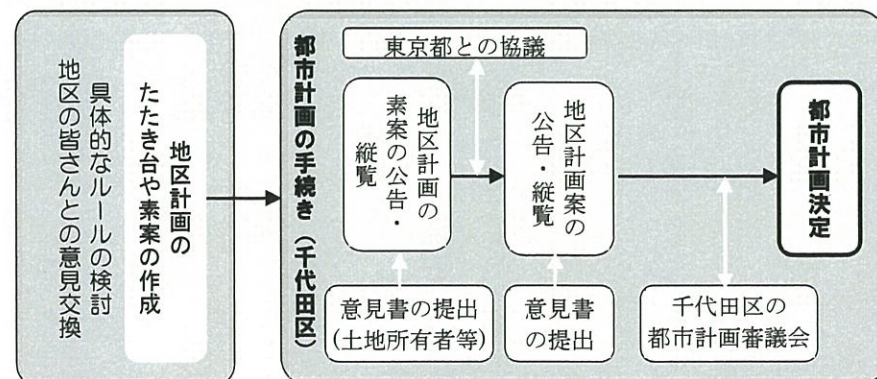 地区計画の
たたき台や素案の作成
具体的なルールの検討
地区の皆さんとの意見交換
都市計画の手続き（千代田区）
東京都との協議
地区計画の
素案の公告・
縦覧
地区計画案の
公告・縦覧
都市計画決定
意見書の提出
(土地所有者等)
意見書
の提出
千代田区の
都市計画審議会